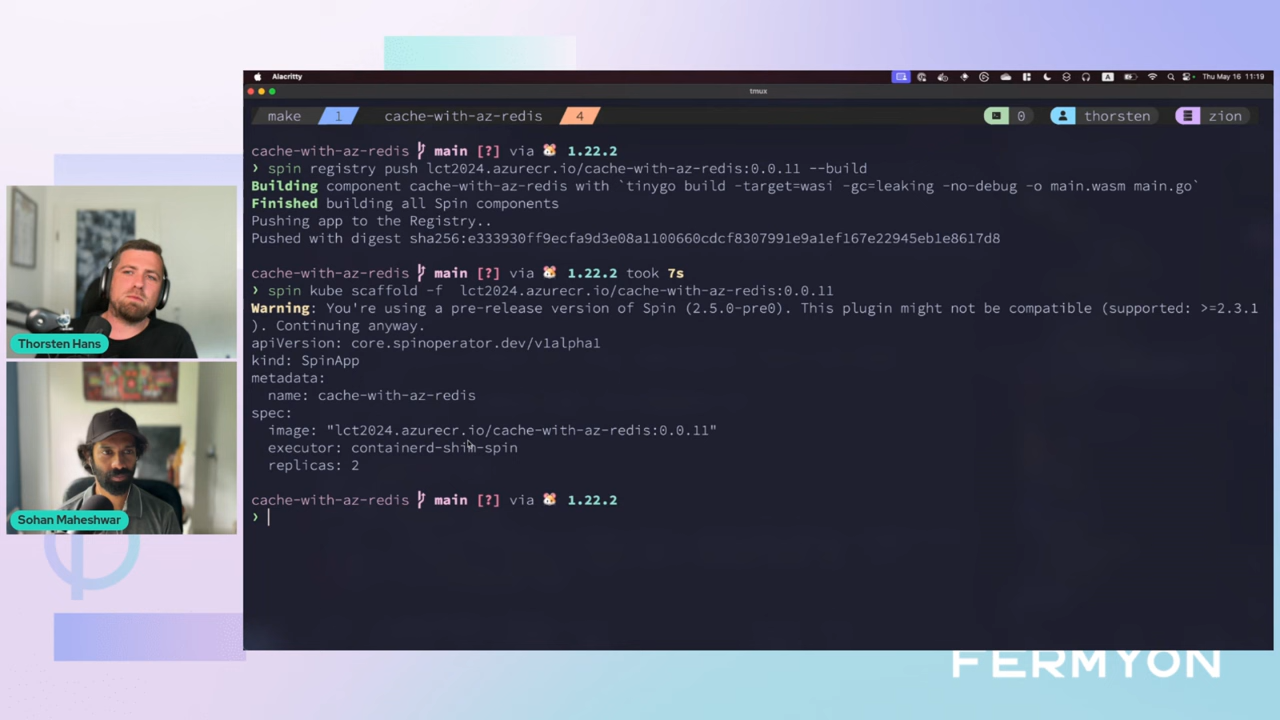 Alacritty
Thu May 16 11:19
tmux
make 1 cache-with-az-redis 4
0 thorsten zion
cache-with-az-redis main [?] via 1.22.2
❯ spin registry push lct2024.azurecr.io/cache-with-az-redis:0.0.11 --build
Building component cache-with-az-redis with `tinygo build -target=wasi -gc=leaking -no-debug -o main.wasm main.go`
Finished building all Spin components
Pushing app to the Registry..
Pushed with digest sha256:e333930ff9ecfa9d3e08a1100660cdcf8307991e9a1ef167e22945eb1e8617d8
cache-with-az-redis main [?] via 1.22.2 took 7s
❯ spin kube scaffold -f  lct2024.azurecr.io/cache-with-az-redis:0.0.11
Warning: You're using a pre-release version of Spin (2.5.0-pre0). This plugin might not be compatible (supported: >=2.3.1
). Continuing anyway.
apiVersion: core.spinoperator.dev/v1alpha1
kind: SpinApp
metadata:
  name: cache-with-az-redis
spec:
  image: "lct2024.azurecr.io/cache-with-az-redis:0.0.11"
  executor: containerd-shim-spin
  replicas: 2
cache-with-az-redis main [?] via 1.22.2
❯
Thorsten Hans
Sohan Maheshwar
FERMYON